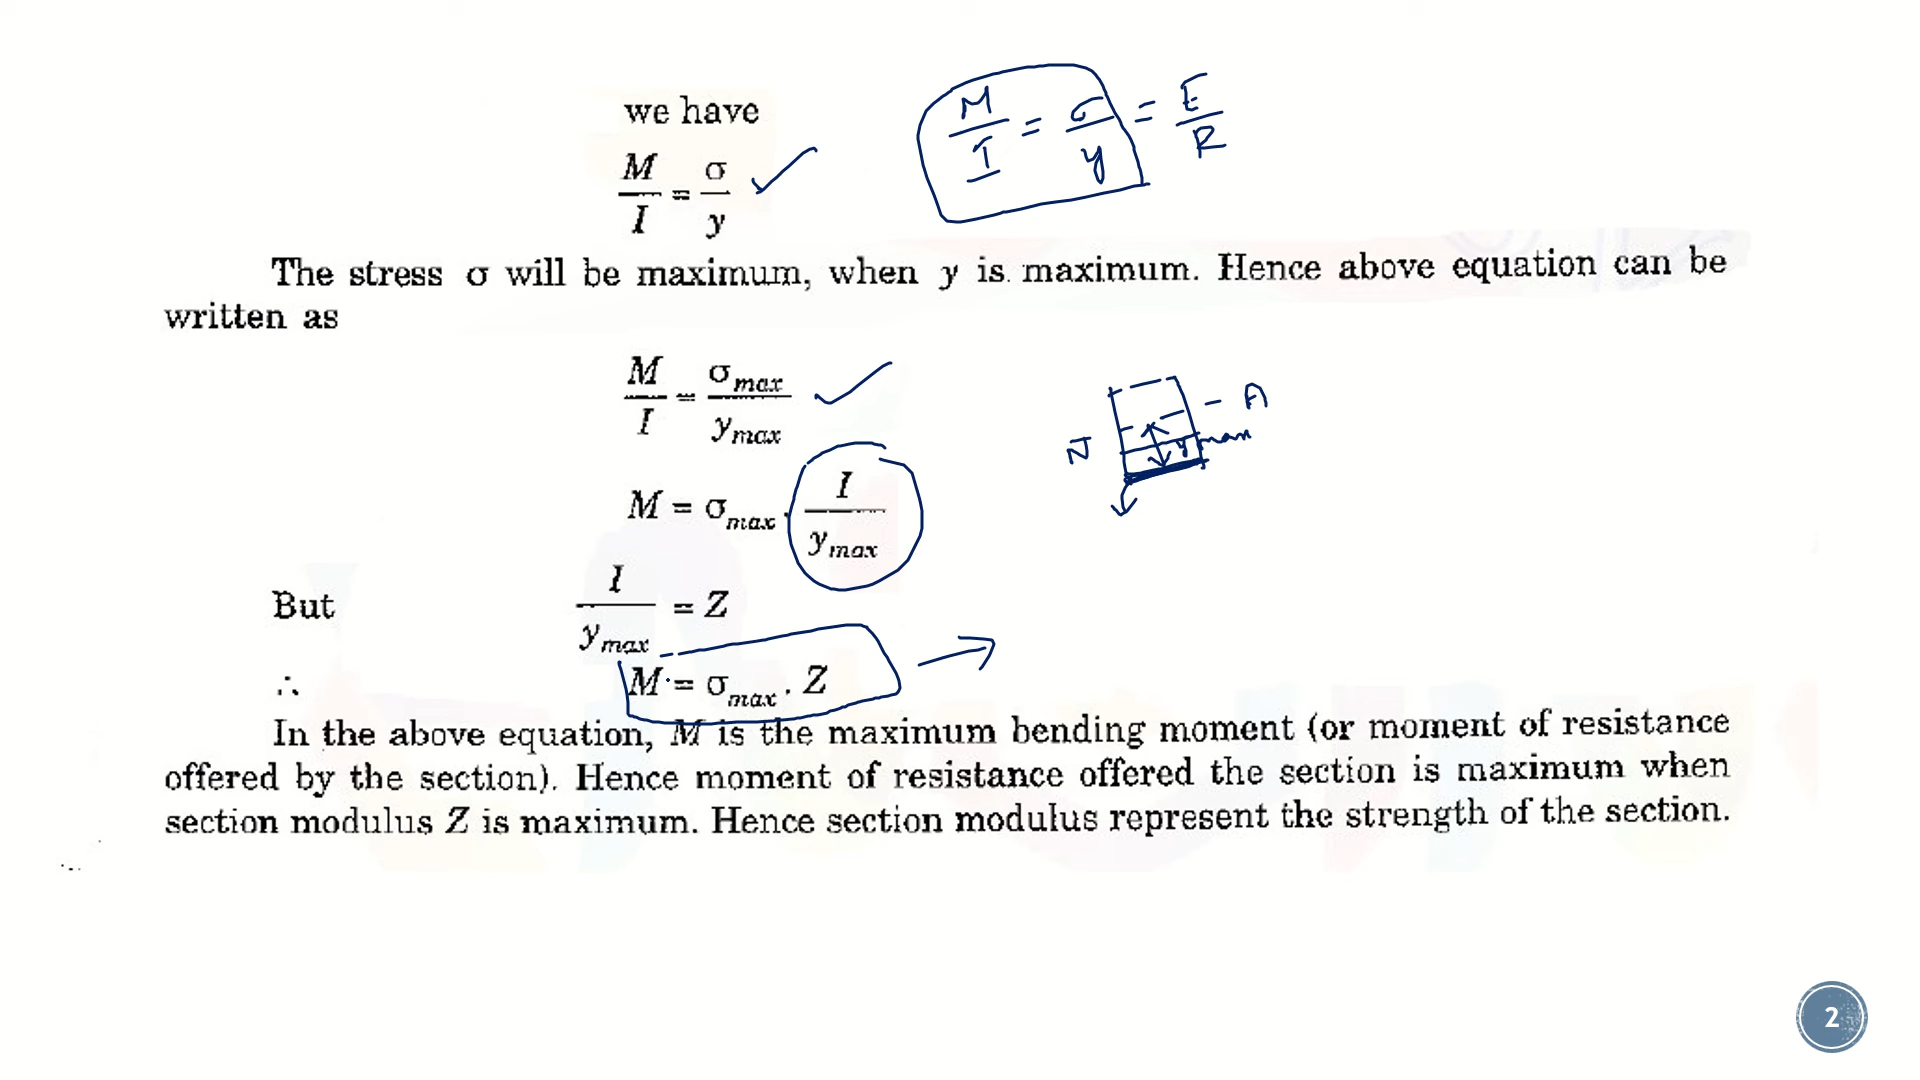 we have
M/I = σ/y
M/I = σ/y = E/R
The stress σ will be maximum, when y is maximum. Hence above equation can be
written as
M/I = σmax/ymax
N A
ymax
M = σmax . I/ymax
But I/ymax = Z
∴ M = σmax . Z
In the above equation, M is the maximum bending moment (or moment of resistance
offered by the section). Hence moment of resistance offered the section is maximum when
section modulus Z is maximum. Hence section modulus represent the strength of the section.
2